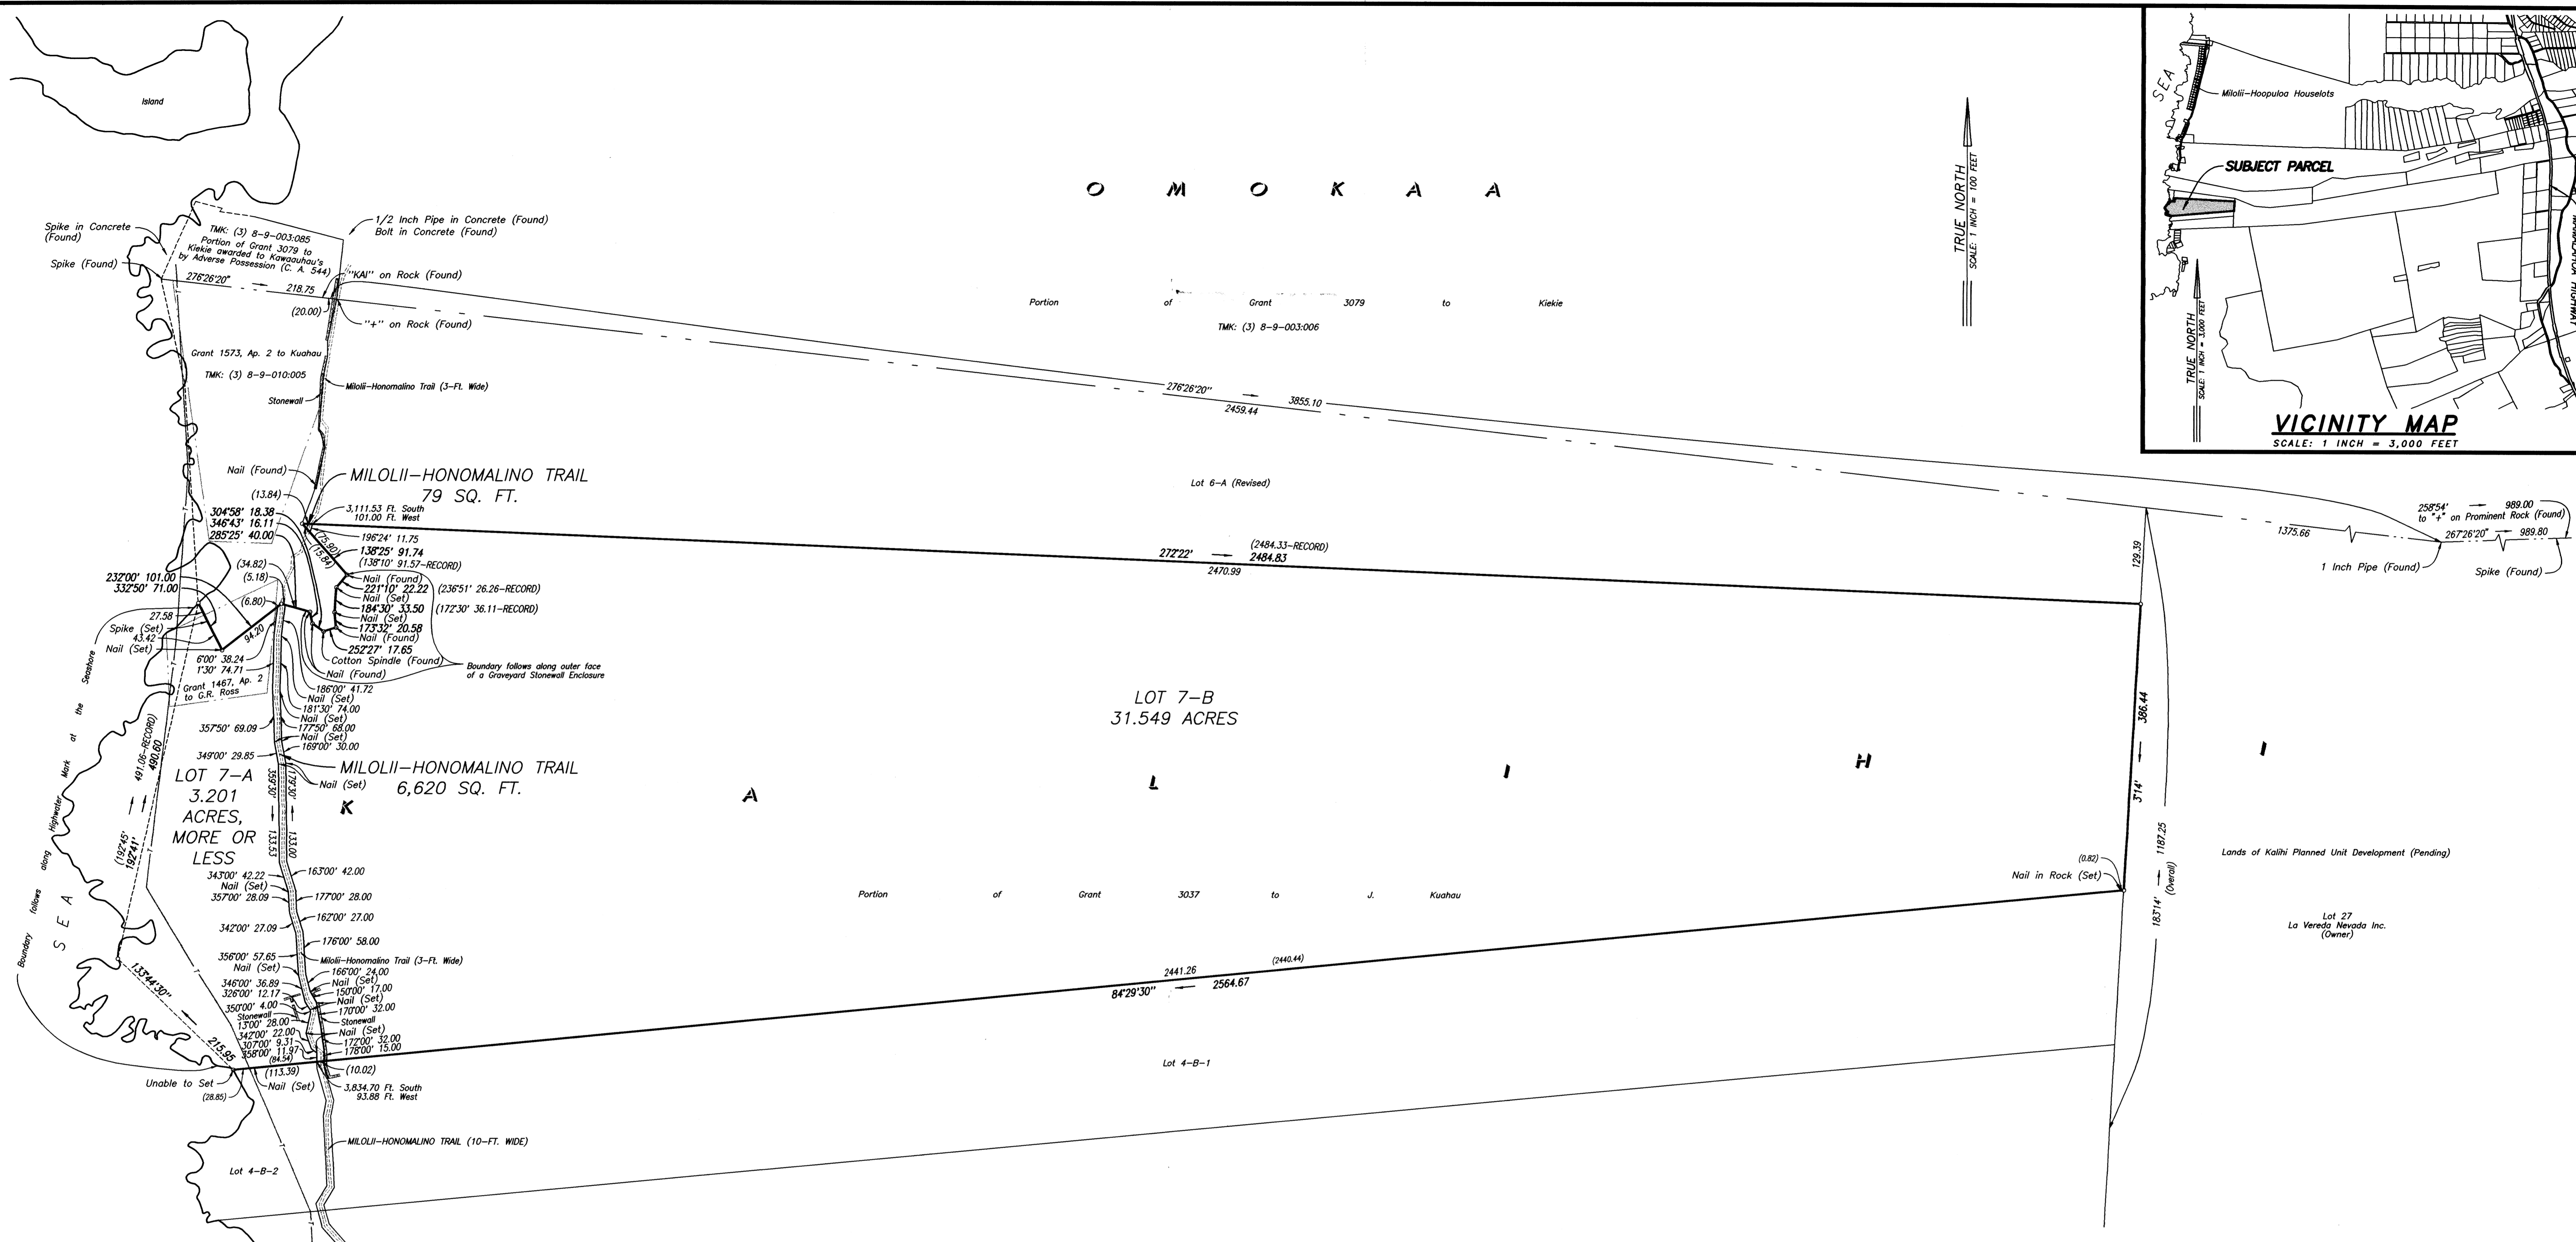 Island
O M O K A A
Spike in Concrete
(Found)
Spike (Found)
TMK: (3) 8-9-003:085
Portion of Grant 3079 to
Kiekie awarded to Kawaauhau's
by Adverse Possession (C. A. 544)
1/2 Inch Pipe in Concrete (Found)
Bolt in Concrete (Found)
"KAI" on Rock (Found)
276°26'20"
218.75
(20.00)
"+" on Rock (Found)
Grant 1573, Ap. 2 to Kuahau
TMK: (3) 8-9-010:005
Milolii-Honomalino Trail (3-Ft. Wide)
Stonewall
Portion of Grant 3079 to Kiekie
TMK: (3) 8-9-003:006
276°26'20" 3855.10
2459.44
TRUE NORTH
SCALE: 1 INCH = 100 FEET
SEA
Milolii-Hoopuloa Houselots
SUBJECT PARCEL
HIGHWAY
TRUE NORTH
SCALE: 1 INCH = 3,000 FEET
VICINITY MAP
SCALE: 1 INCH = 3,000 FEET
Nail (Found)
MILOLII-HONOMALINO TRAIL
79 SQ. FT.
(13.84)
304°58' 18.38
346°43' 16.11
285°25' 40.00
3,111.53 Ft. South
101.00 Ft. West
Lot 6-A (Revised)
258°54' 989.00
to "+" on Prominent Rock (Found)
1375.66
267°26'20" 989.80
1 Inch Pipe (Found)
Spike (Found)
129.39
(2484.33-RECORD)
272°22' 2484.83
2470.99
196°24' 11.75
(75.90)
(15.84)
138°25' 91.74
(138°10' 91.57-RECORD)
Nail (Found)
221°10' 22.22 (236°51' 26.26-RECORD)
Nail (Set)
184°30' 33.50 (172°30' 36.11-RECORD)
Nail (Set)
173°32' 20.58
Nail (Found)
252°27' 17.65
Cotton Spindle (Found)
Nail (Found)
Boundary follows along outer face
of a Graveyard Stonewall Enclosure
(34.82)
(5.18)
(6.80)
232°00' 101.00
332°50' 71.00
27.58
Spike (Set)
43.42
Nail (Set)
94.20
6°00' 38.24
1°30' 74.71
Grant 1467, Ap. 2
to G.R. Ross
186°00' 41.72
Nail (Set)
181°30' 74.00
Nail (Set)
177°50' 68.00
Nail (Set)
169°00' 30.00
357°50' 69.09
349°00' 29.85
MILOLII-HONOMALINO TRAIL
6,620 SQ. FT.
Nail (Set)
LOT 7-A
3.201
ACRES,
MORE OR
LESS
359°30' 133.53
179°30' 133.00
K A L I H I
LOT 7-B
31.549 ACRES
386.44
3°14'
183°14' 1187.25
(Overall)
Lands of Kalihi Planned Unit Development (Pending)
(0.82)
Nail in Rock (Set)
Lot 27
La Vereda Nevada Inc.
(Owner)
Portion of Grant 3037 to J. Kuahau
Boundary follows along Highwater Mark at the Seashore
SEA
(192°45' 491.06-RECORD)
192°41' 490.60
133°44'30" 215.95
343°00' 42.22
Nail (Set)
357°00' 28.09
163°00' 42.00
177°00' 28.00
162°00' 27.00
342°00' 27.09
176°00' 58.00
356°00' 57.65
Nail (Set)
Milolii-Honomalino Trail (3-Ft. Wide)
166°00' 24.00
Nail (Set)
346°00' 36.89
150°00' 17.00
326°00' 12.17
Nail (Set)
350°00' 4.00
170°00' 32.00
Stonewall
Stonewall
13°00' 28.00
Nail (Set)
342°00' 22.00
172°00' 32.00
307°00' 9.31
178°00' 15.00
358°00' 11.97
(84.54)
(113.39)
(10.02)
Unable to Set
Nail (Set)
(28.85)
3,834.70 Ft. South
93.88 Ft. West
2441.26 (2440.44)
84°29'30" 2564.67
Lot 4-B-1
MILOLII-HONOMALINO TRAIL (10-FT. WIDE)
Lot 4-B-2